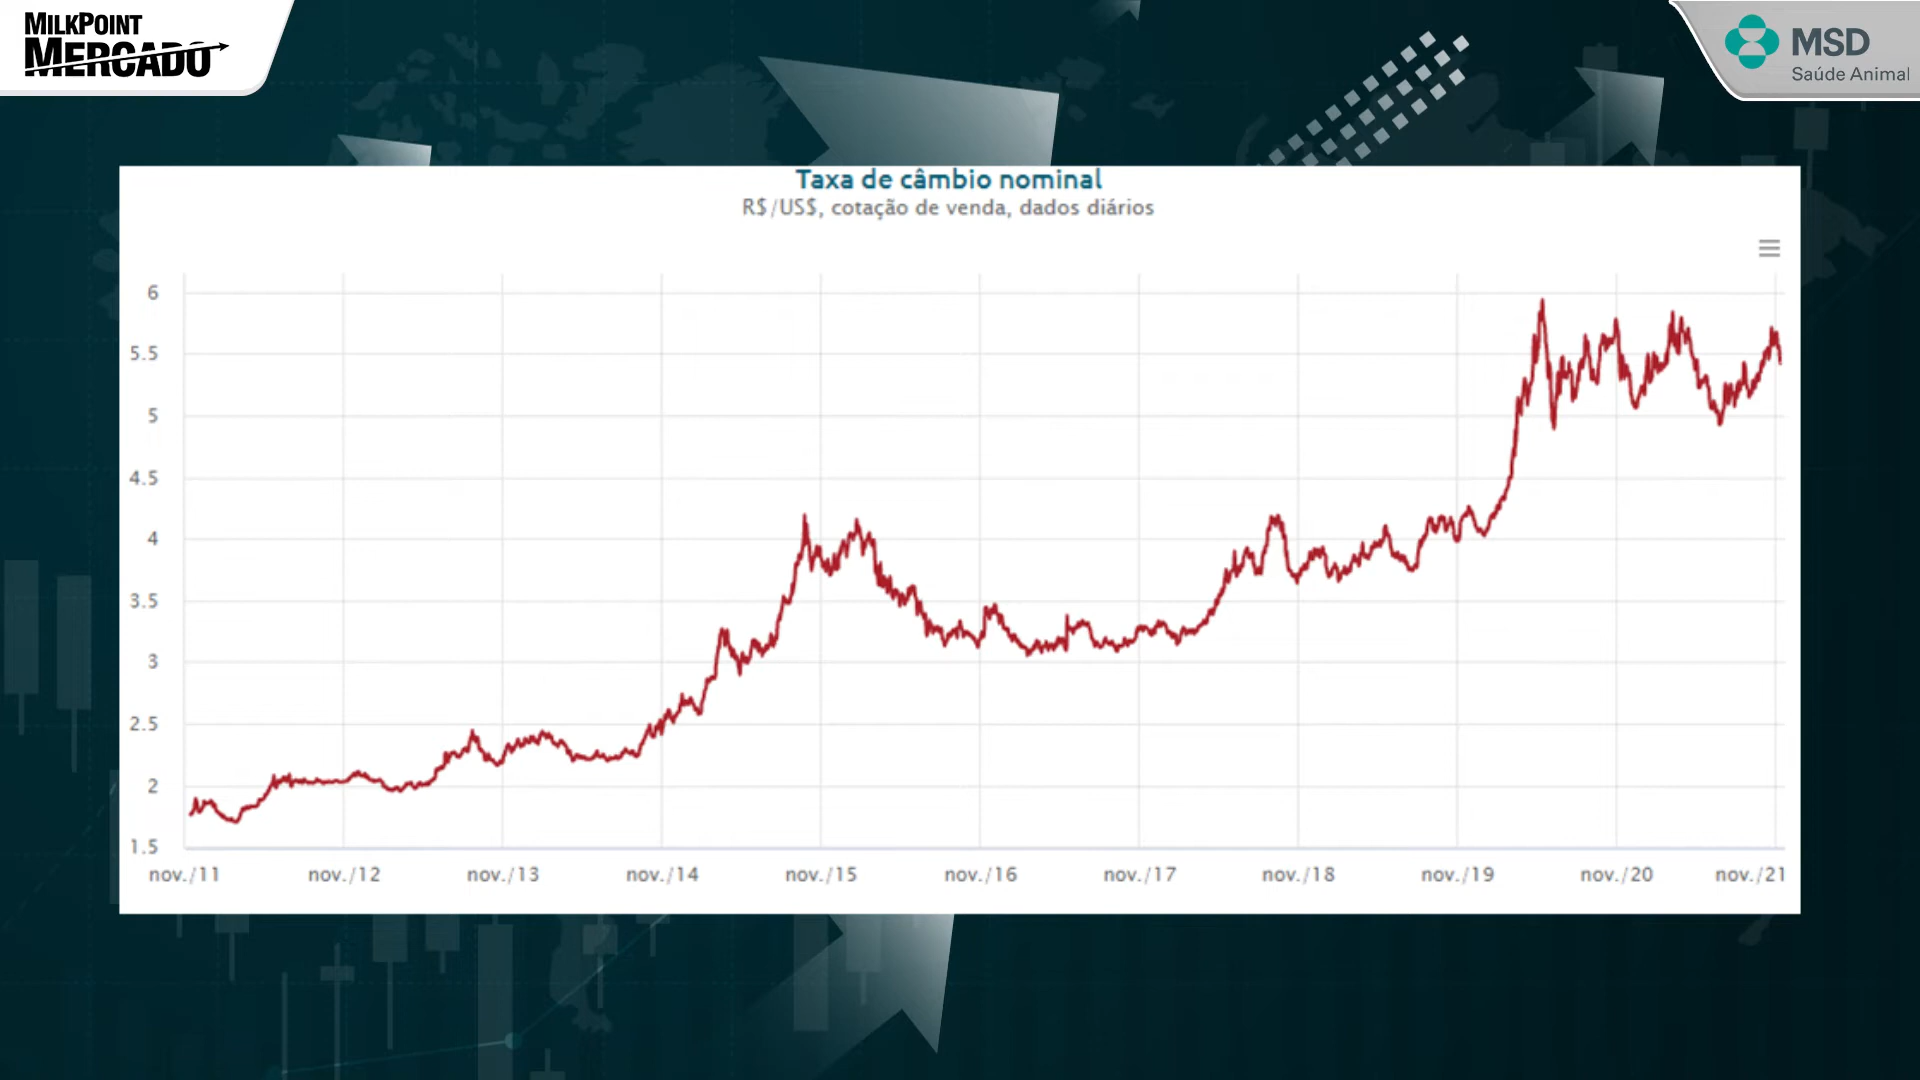 MILKPOINT
MERCADO
MSD
Saúde Animal
Taxa de câmbio nominal
R$/US$, cotação de venda, dados diários
6
5.5
5
4.5
4
3.5
3
2.5
2
1.5
nov./11 nov./12 nov./13 nov./14 nov./15 nov./16 nov./17 nov./18 nov./19 nov./20 nov./21